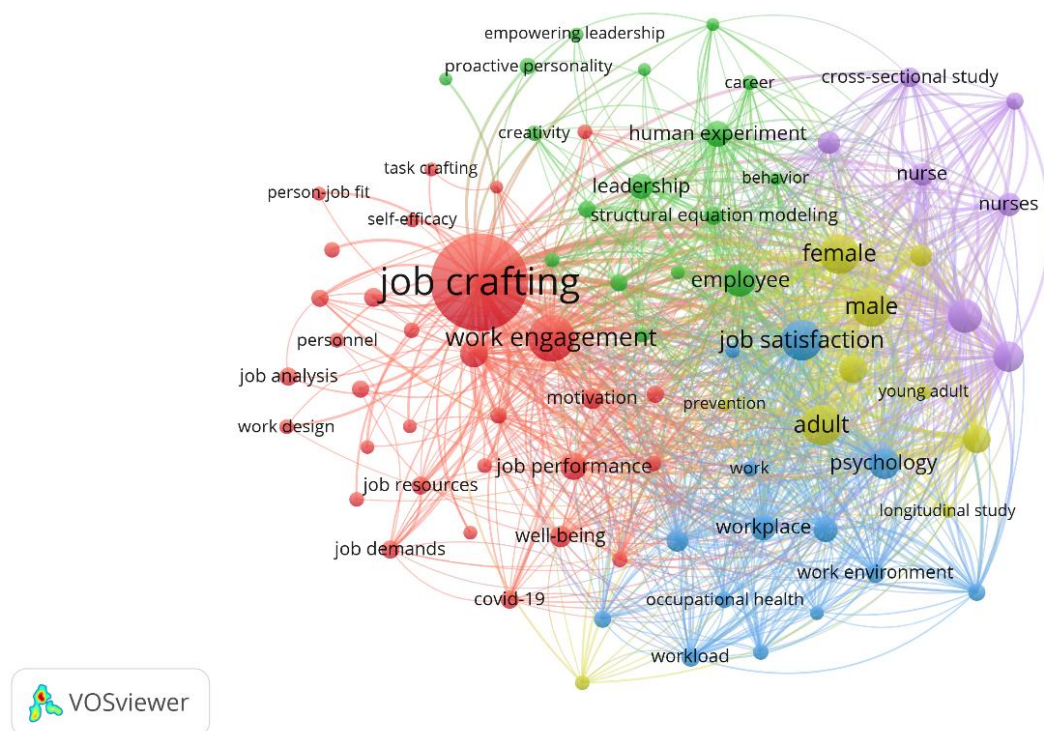 empowering leadership
proactive personality
career
cross-sectional study
creativity
human experiment
task crafting
nurse
person-job fit
leadership
behavior
nurses
self-efficacy
structural equation modeling
female
job crafting
employee
male
work engagement
job satisfaction
personnel
job analysis
motivation
prevention
young adult
work design
adult
job performance
work
psychology
job resources
longitudinal study
well-being
workplace
job demands
work environment
covid-19
occupational health
workload
VOSviewer